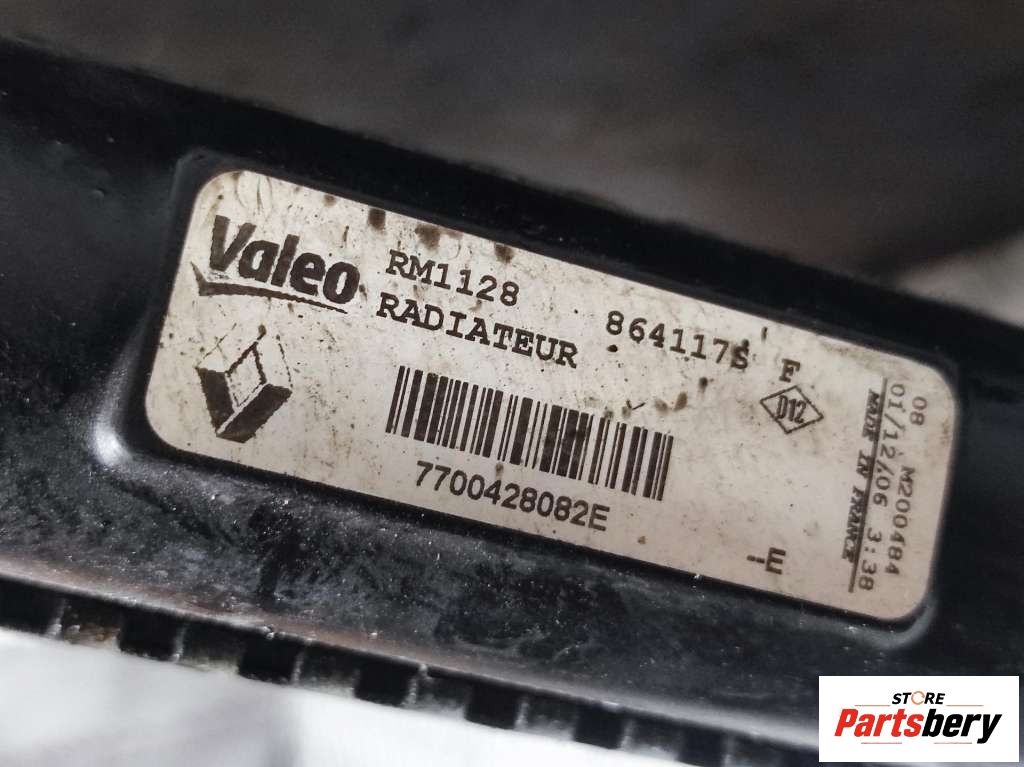 Valeo
RM1128
RADIATEUR
864117S F
D12
7700428082E
-E
08 M200484
01/12/06 3:38
MADE IN FRANCE
STORE
Partsbery